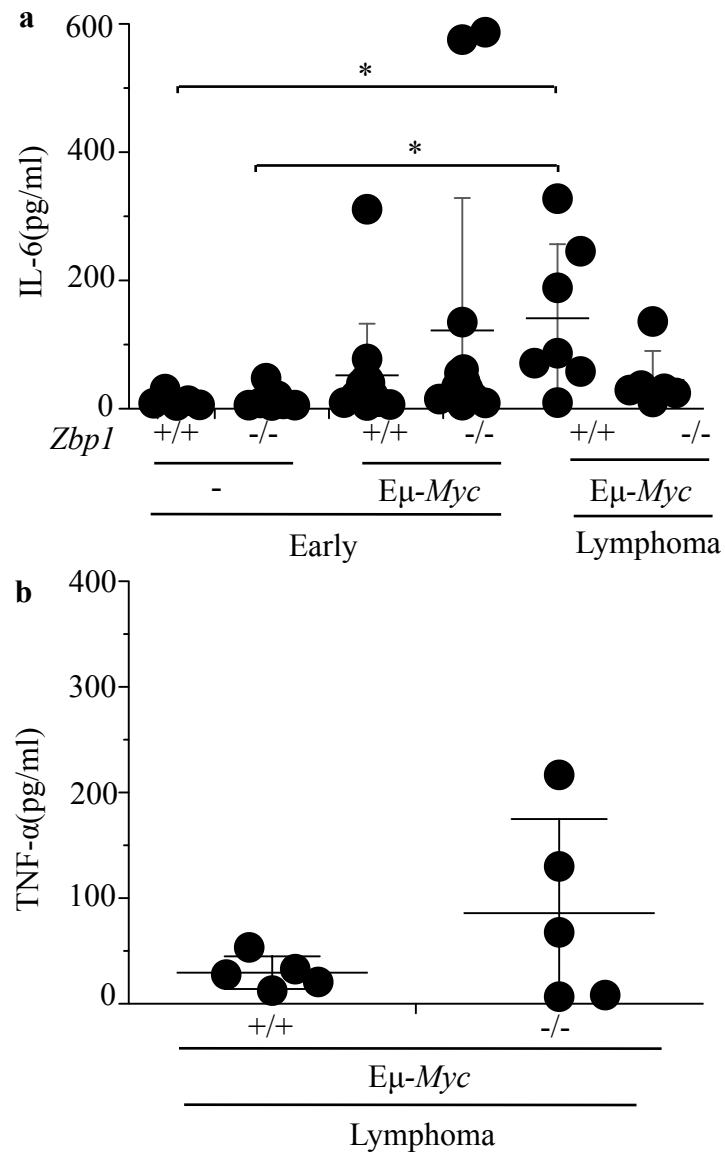 a
600
*
400
*
IL-6(pg/ml)
200
0
Zbp1 +/+ -/- +/+ -/- +/+ -/-
- Eμ-Myc Eμ-Myc
Early Lymphoma
b
400
300
TNF-α(pg/ml)
200
100
0
+/+ -/-
Eμ-Myc
Lymphoma